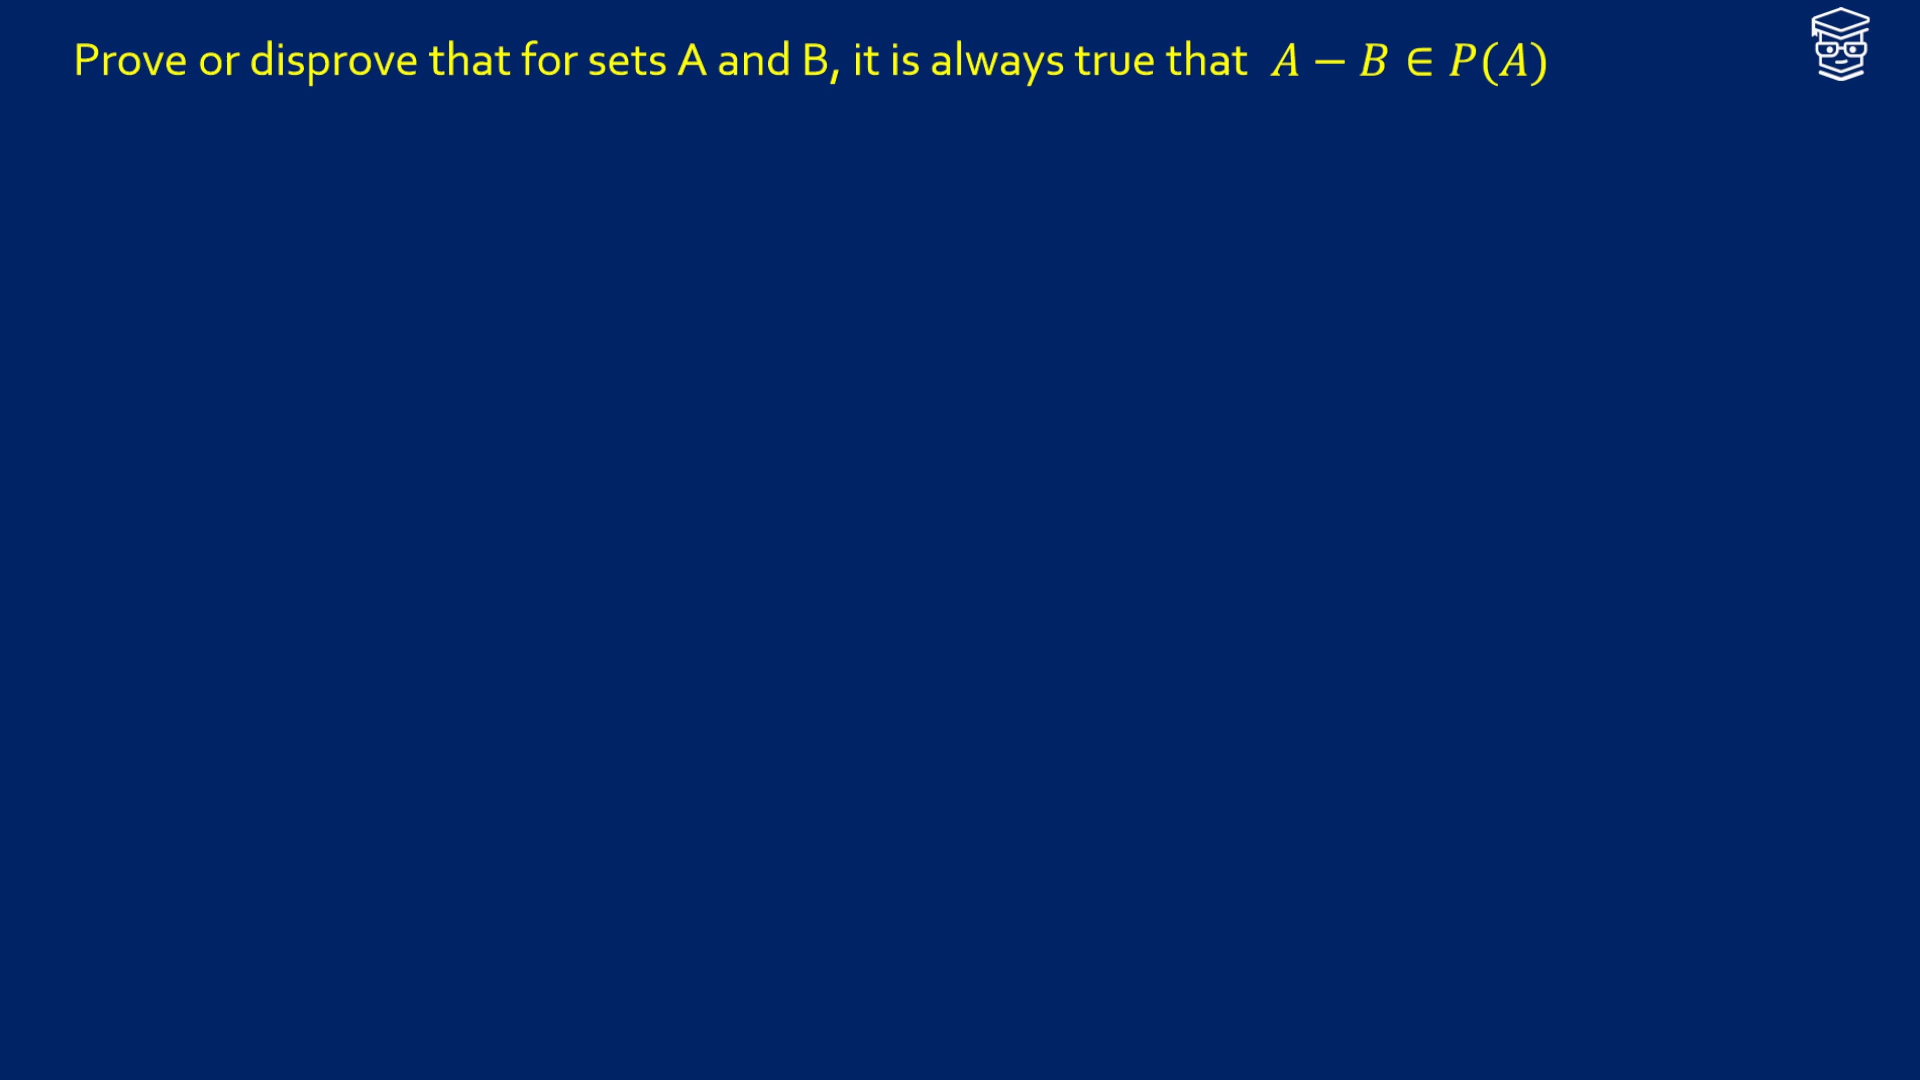 Prove or disprove that for sets A and B, it is always true that A − B ∈ P(A)